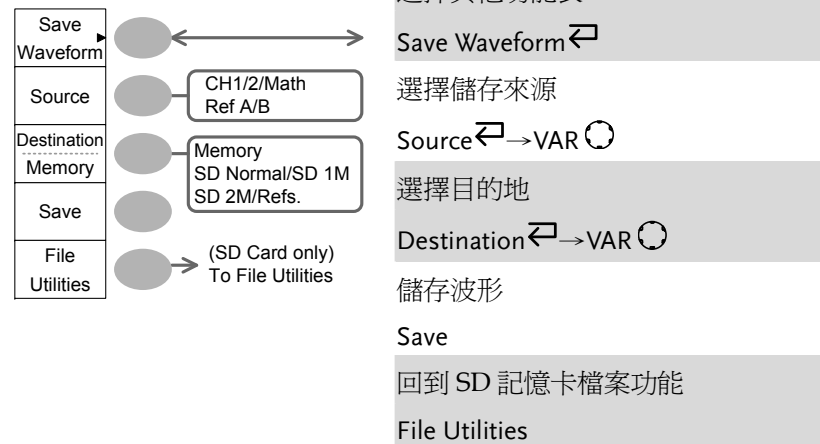 Save
Waveform
Source
CH1/2/Math
Ref A/B
Destination
Memory
Memory
SD Normal/SD 1M
SD 2M/Refs.
Save
File
Utilities
(SD Card only)
To File Utilities
Save Waveform
選擇儲存來源
Source→VAR
選擇目的地
Destination→VAR
儲存波形
Save
回到 SD 記憶卡檔案功能
File Utilities